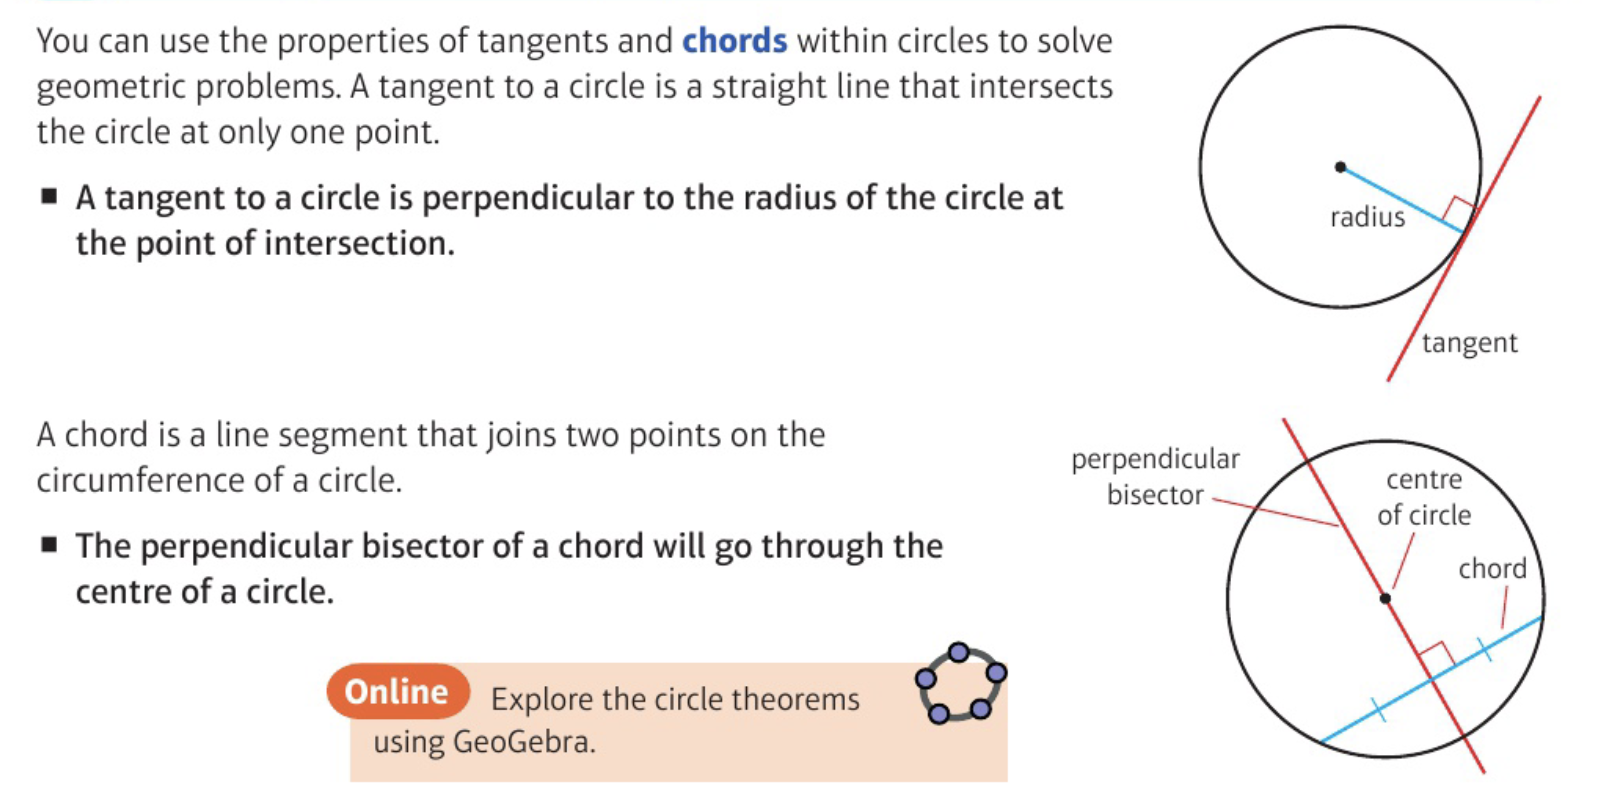 You can use the properties of tangents and chords within circles to solve
geometric problems. A tangent to a circle is a straight line that intersects
the circle at only one point.
■ A tangent to a circle is perpendicular to the radius of the circle at
the point of intersection.
radius
tangent
A chord is a line segment that joins two points on the
circumference of a circle.
■ The perpendicular bisector of a chord will go through the
centre of a circle.
perpendicular
bisector
centre
of circle
chord
Online Explore the circle theorems
using GeoGebra.